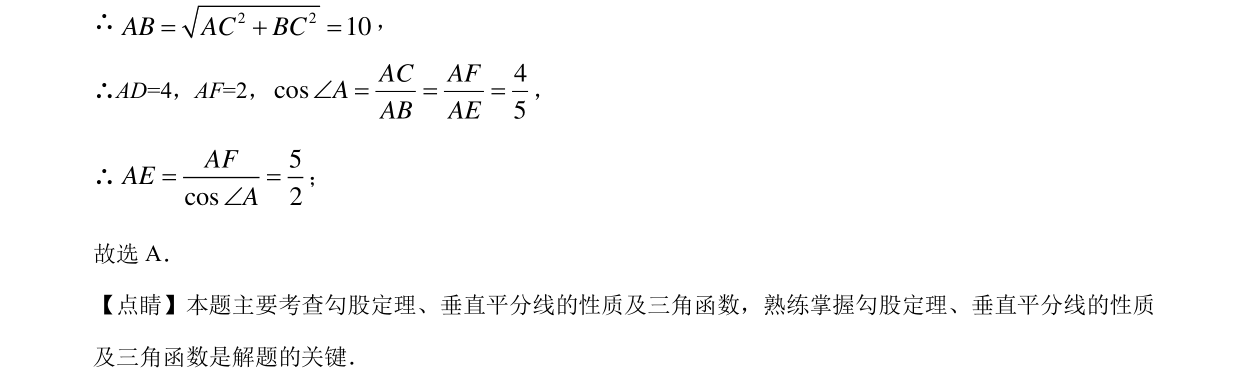 ∴ AB = √(AC² + BC²) = 10，
∴AD=4，AF=2，cos∠A = AC/AB = AF/AE = 4/5，
∴ AE = AF/cos∠A = 5/2；
故选 A．
【点睛】本题主要考查勾股定理、垂直平分线的性质及三角函数，熟练掌握勾股定理、垂直平分线的性质
及三角函数是解题的关键．